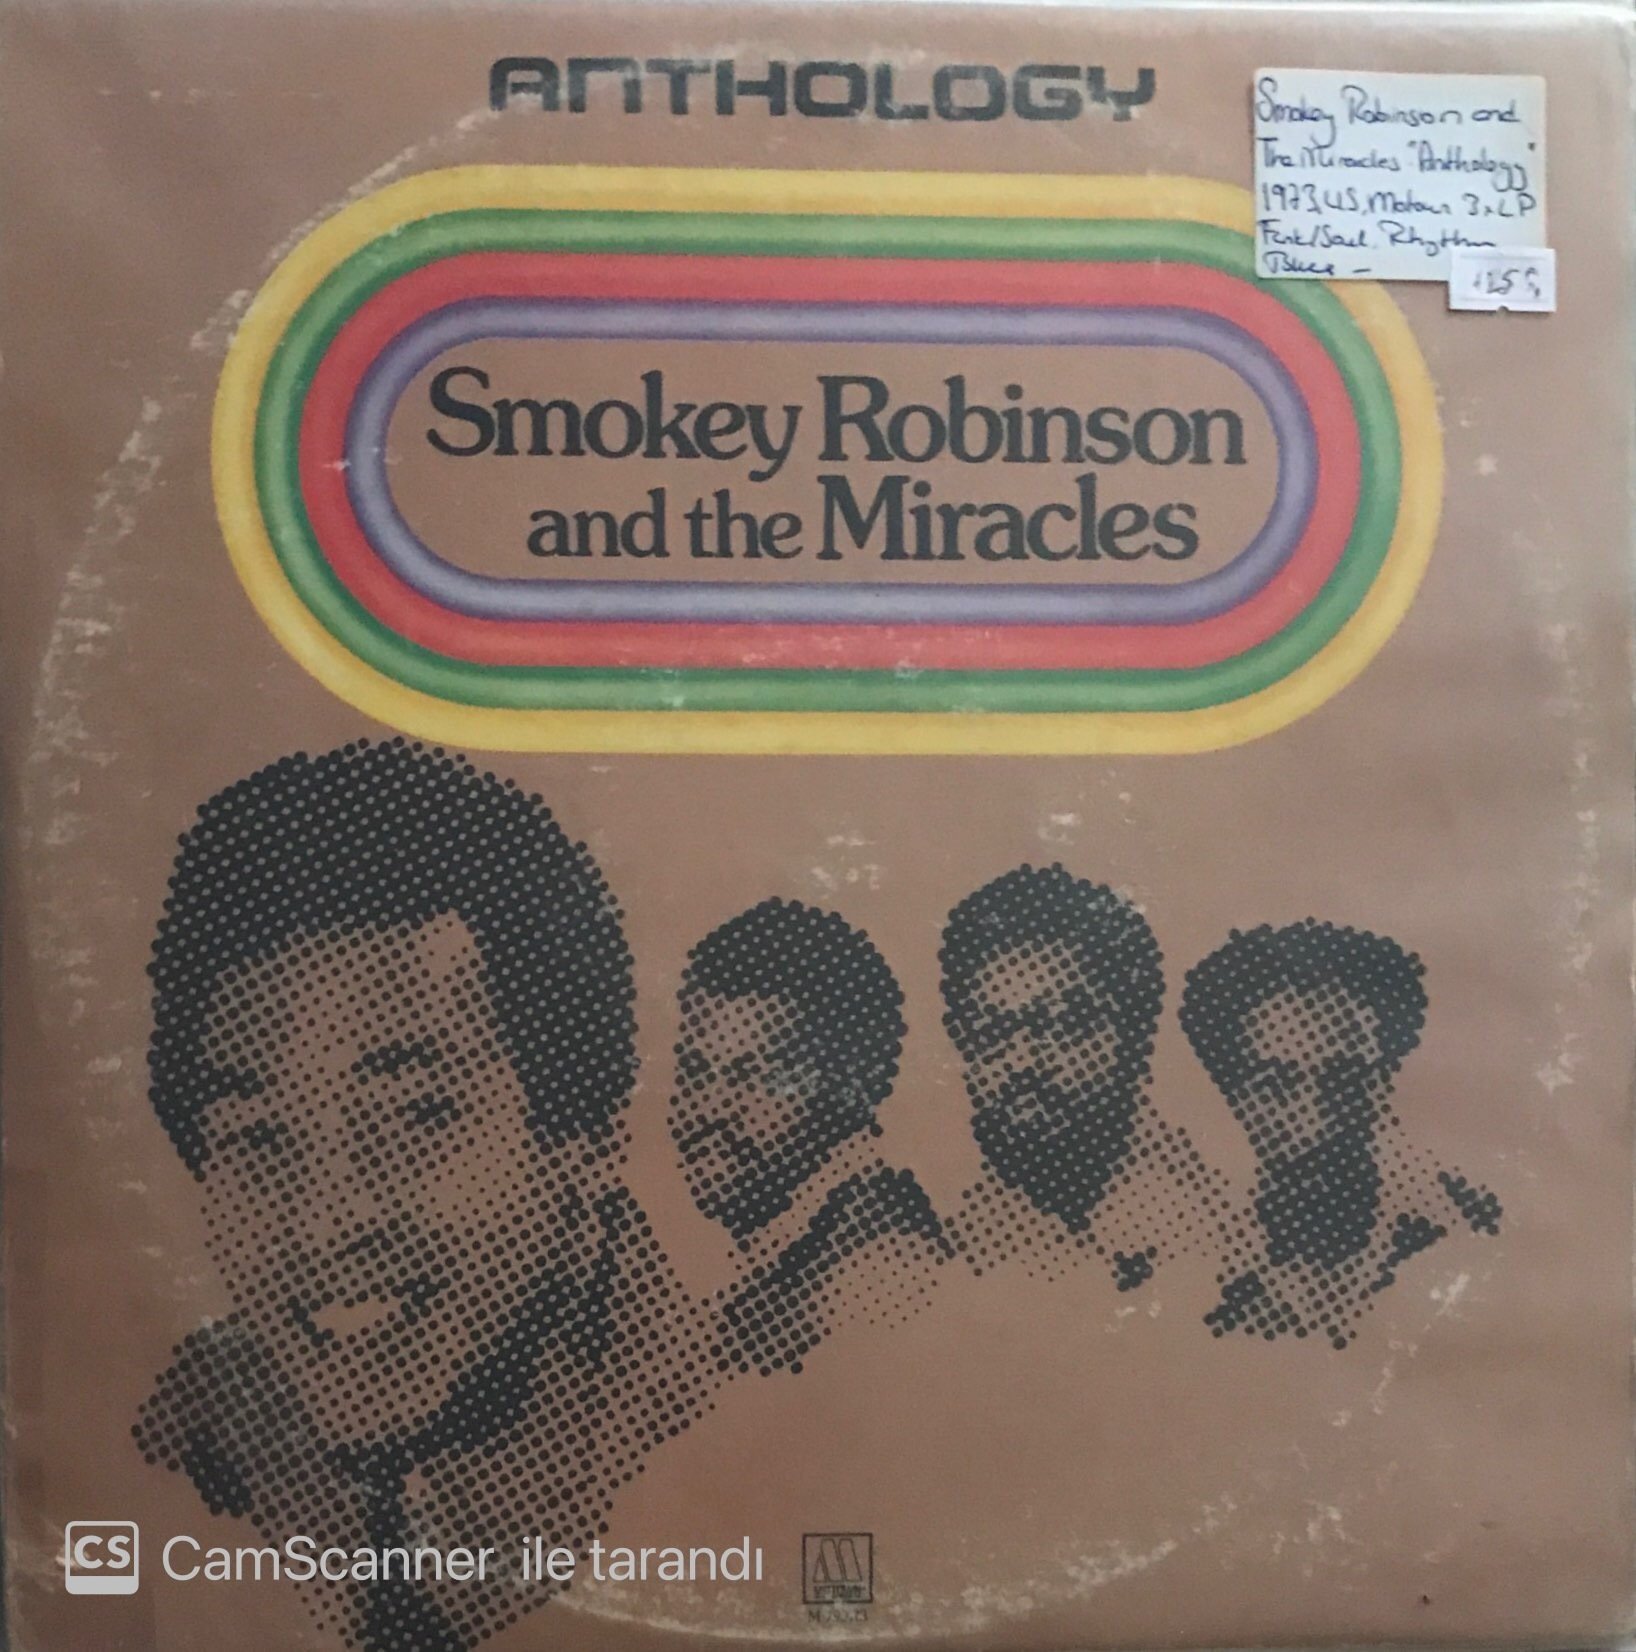 ANTHOLOGY
Smokey Robinson and
The Miracles "Anthology"
1973, US, Motown 3xLP
Funk/Soul, Rhythm
Blues -
Smokey Robinson
and the Miracles
CS CamScanner ile tarandı